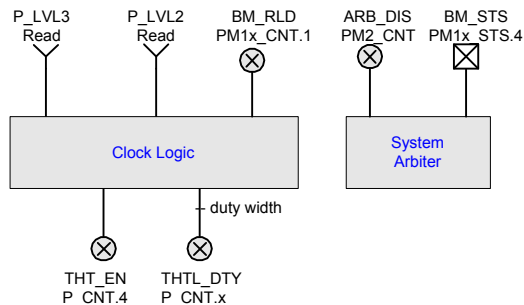 P_LVL3
Read
P_LVL2
Read
BM_RLD
PM1x_CNT.1
ARB_DIS
PM2_CNT
BM_STS
PM1x_STS.4
Clock Logic
System
Arbiter
duty width
THT_EN
P_CNT.4
THTL_DTY
P_CNT.x